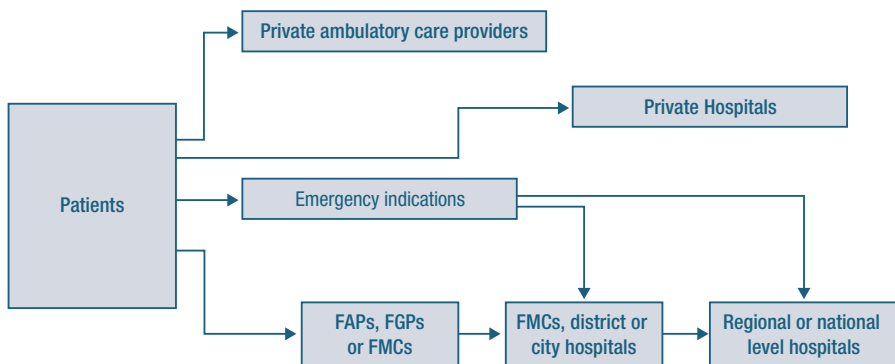 Private ambulatory care providers
Private Hospitals
Patients
Emergency indications
FAPs, FGPs
or FMCs
FMCs, district or
city hospitals
Regional or national
level hospitals